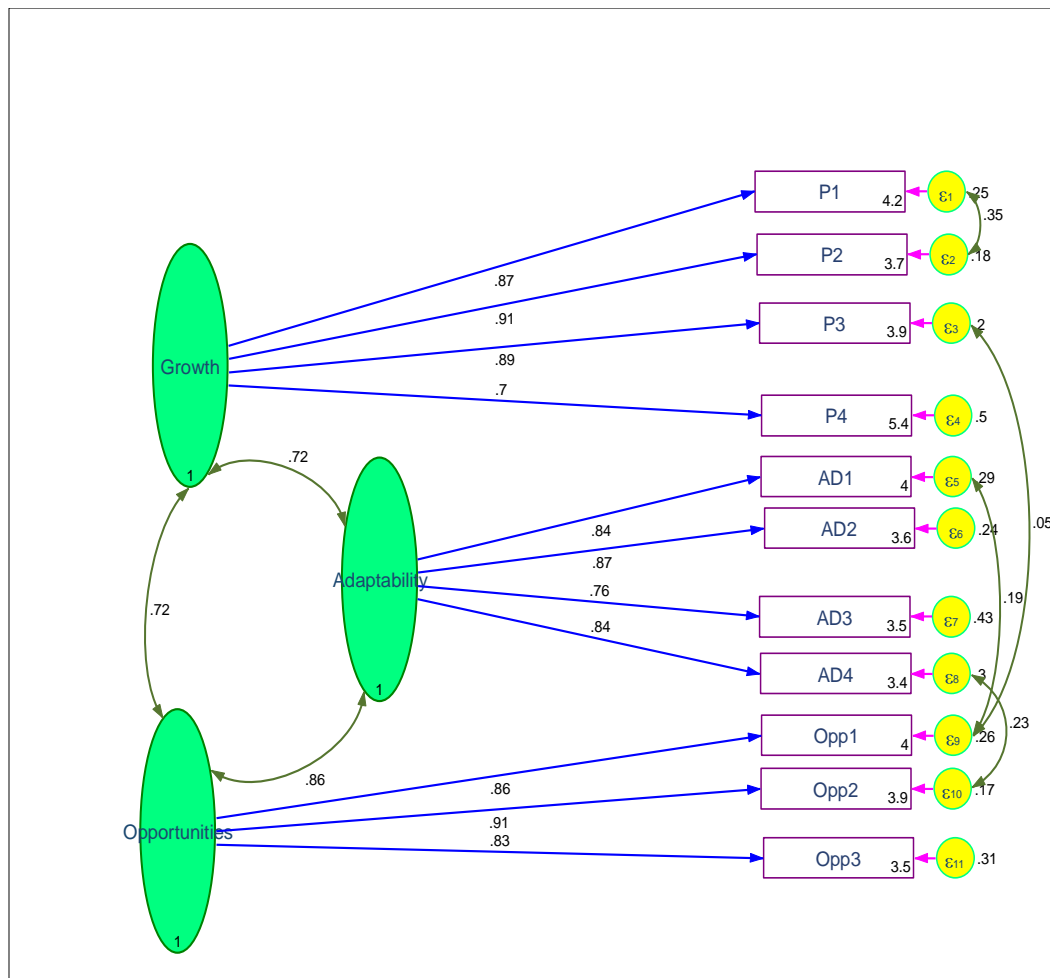 P1
4.2
ε1
.25
.35
P2
3.7
ε2
.18
.87
.91
P3
3.9
ε3
.2
.89
Growth
.7
P4
5.4
ε4
.5
1
.72
AD1
4
ε5
.29
.84
AD2
3.6
ε6
.24
.05
.87
Adaptability
.76
.19
AD3
3.5
ε7
.43
.72
.84
AD4
3.4
ε8
.3
1
.23
Opp1
4
ε9
.26
.86
.86
Opp2
3.9
ε10
.17
.91
Opportunities
.83
Opp3
3.5
ε11
.31
1